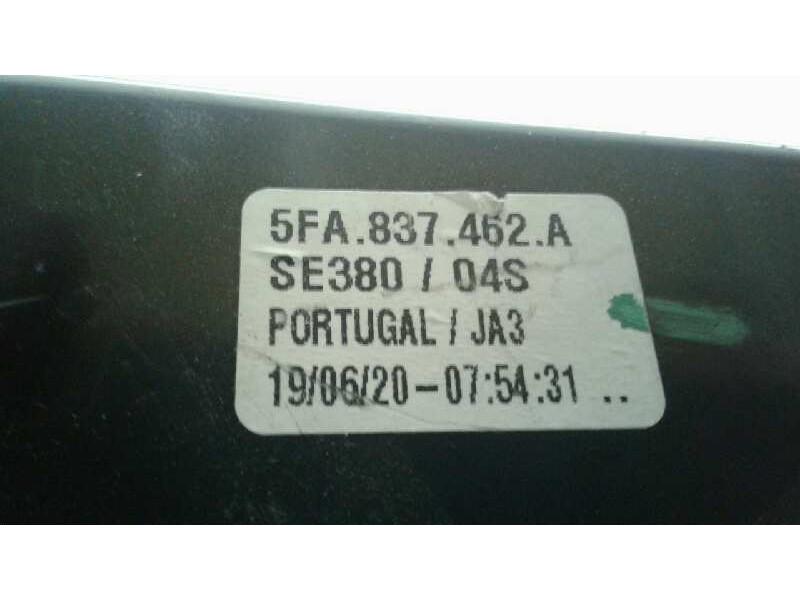 5FA.837.462.A
SE380 / 04S
PORTUGAL / JA3
19/06/20-07:54:31 ..